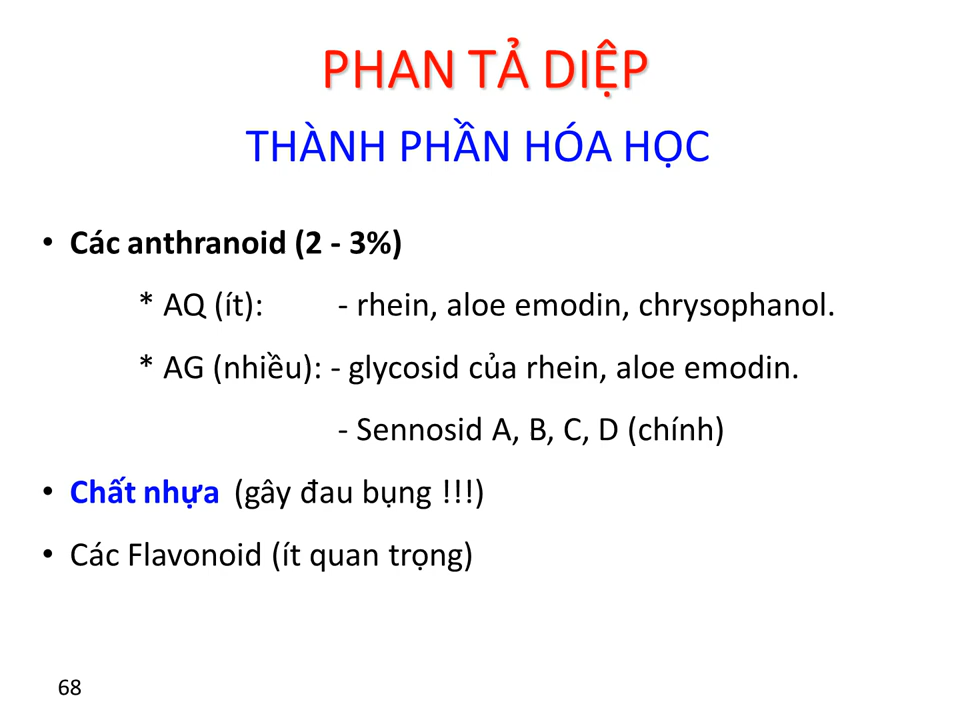 PHAN TẢ DIỆP
THÀNH PHẦN HÓA HỌC
• Các anthranoid (2 - 3%)
* AQ (ít): - rhein, aloe emodin, chrysophanol.
* AG (nhiều): - glycosid của rhein, aloe emodin.
- Sennosid A, B, C, D (chính)
• Chất nhựa (gây đau bụng !!!)
• Các Flavonoid (ít quan trọng)
68